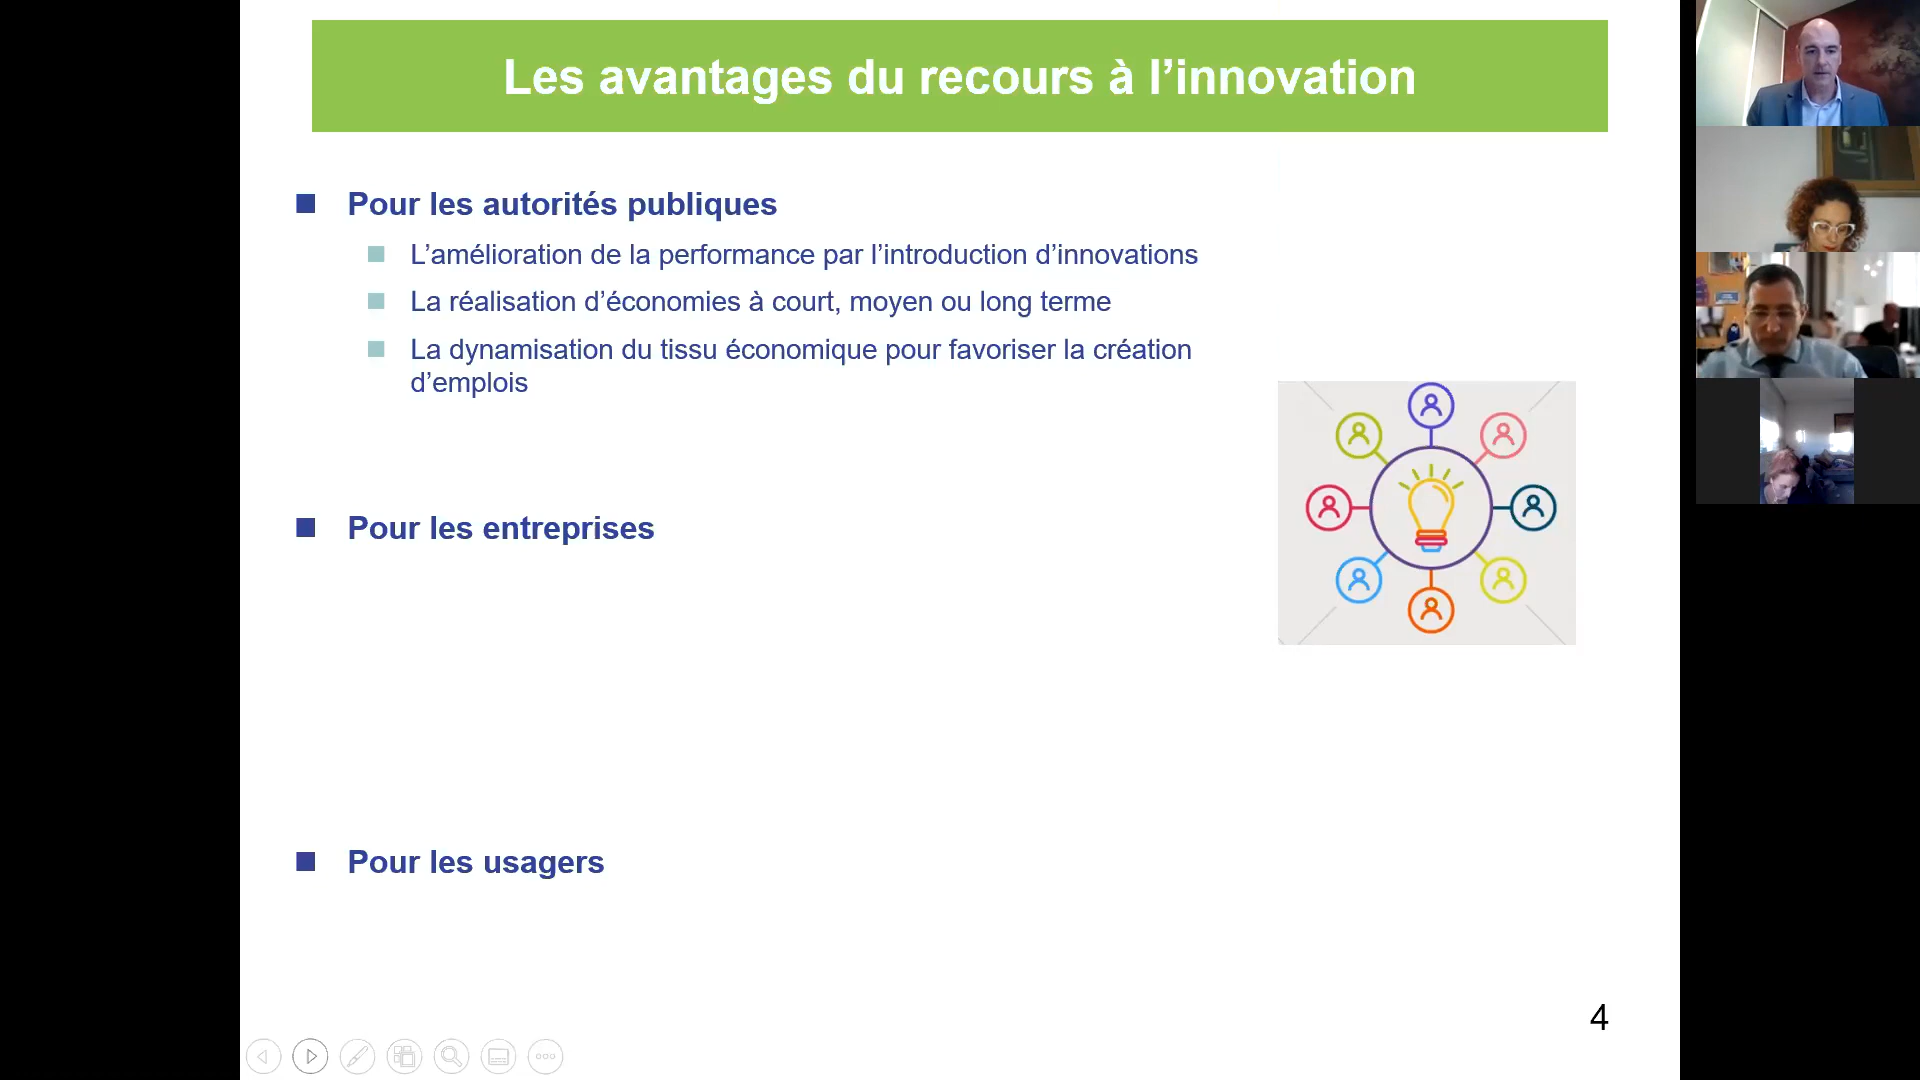 Les avantages du recours à l’innovation
Pour les autorités publiques
L’amélioration de la performance par l’introduction d’innovations
La réalisation d’économies à court, moyen ou long terme
La dynamisation du tissu économique pour favoriser la création
d’emplois
Pour les entreprises
Pour les usagers
4